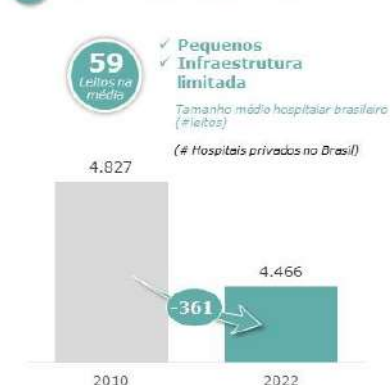 59
Leitos na
média
✓ Pequenos
✓ Infraestrutura
limitada
Tamanho médio hospitalar brasileiro
(#leitos)
(# Hospitais privados no Brasil)
4.827
4.466
-361
2010
2022